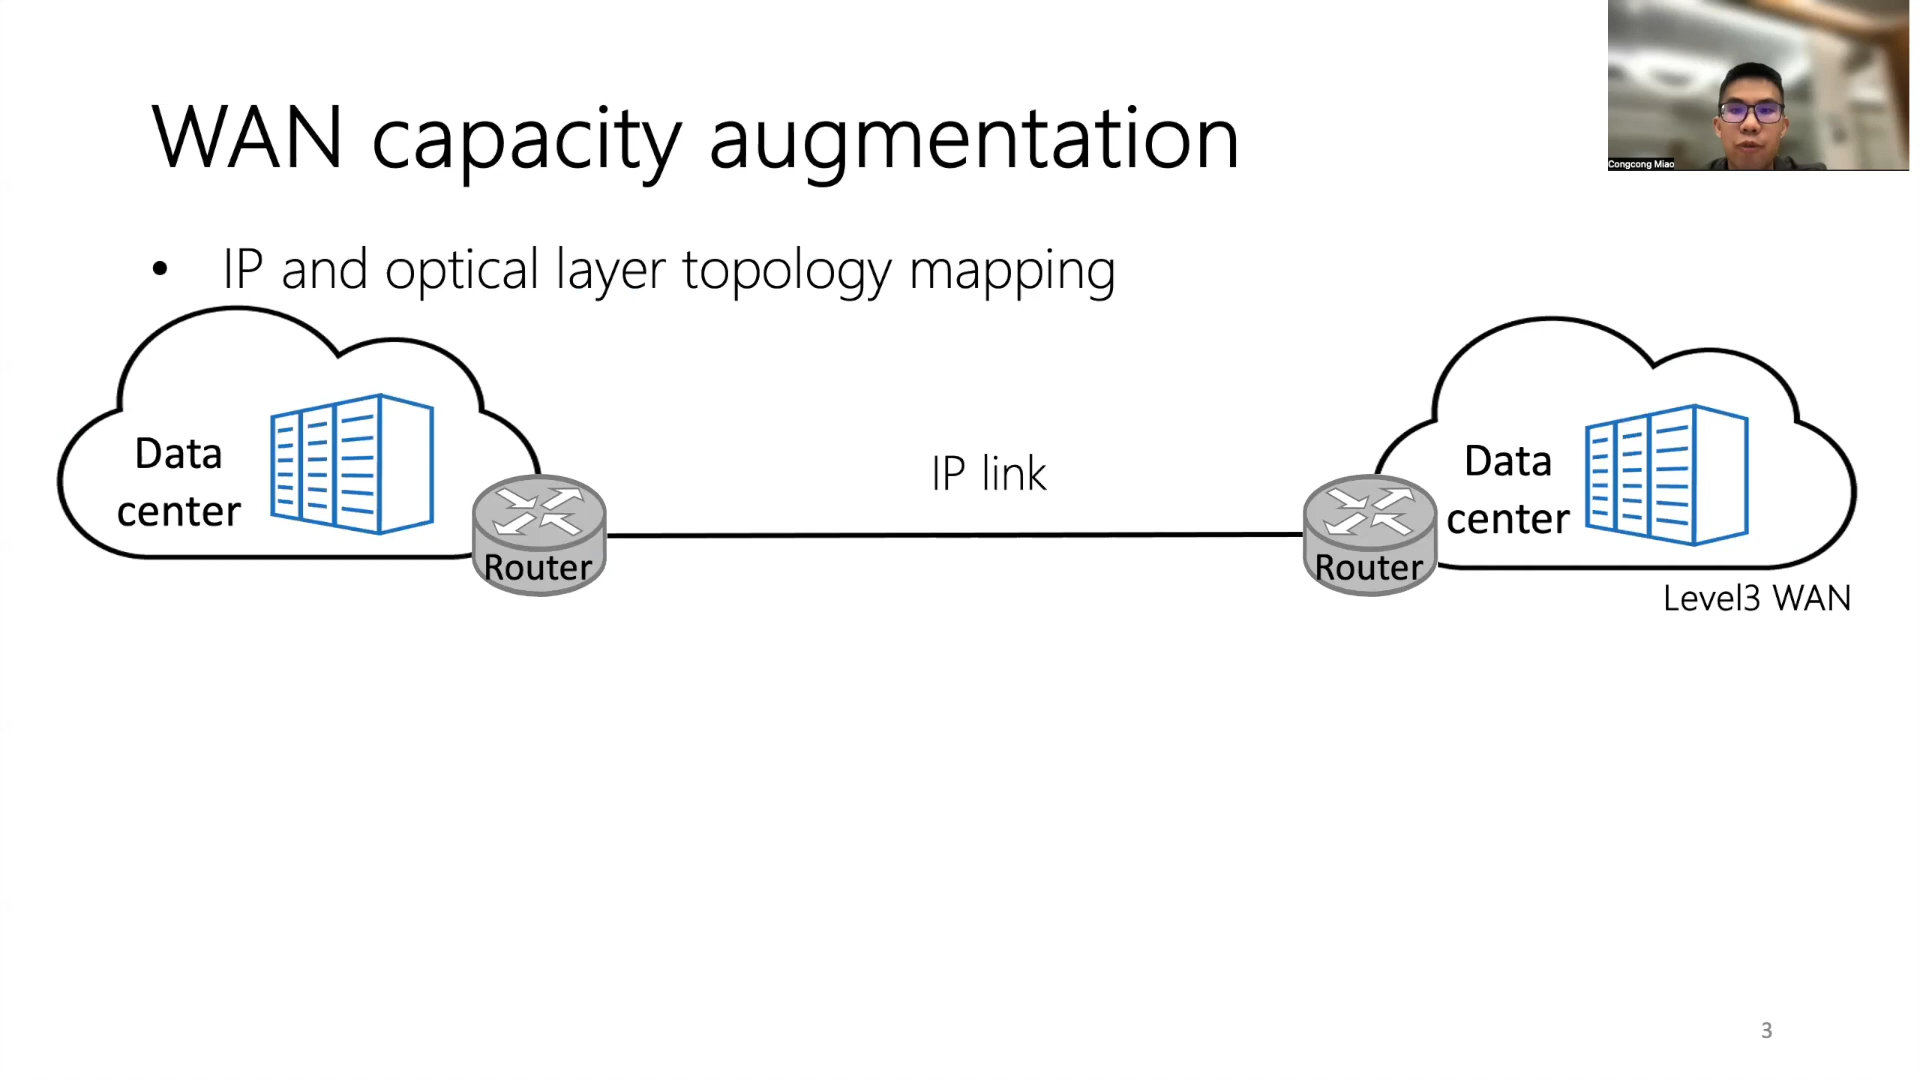 WAN capacity augmentation
Congcong Miao
• IP and optical layer topology mapping
Data
center
Router
IP link
Router
Data
center
Level3 WAN
3